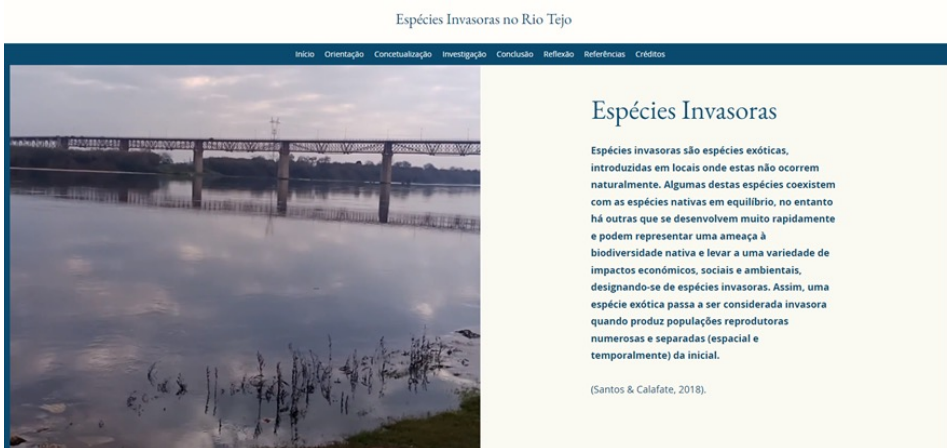 Espécies Invasoras no Rio Tejo
Início Orientação Concetualização Investigação Conclusão Reflexão Referências Créditos
Espécies Invasoras
Espécies invasoras são espécies exóticas,
introduzidas em locais onde estas não ocorrem
naturalmente. Algumas destas espécies coexistem
com as espécies nativas em equilíbrio, no entanto
há outras que se desenvolvem muito rapidamente
e podem representar uma ameaça à
biodiversidade nativa e levar a uma variedade de
impactos económicos, sociais e ambientais,
designando-se de espécies invasoras. Assim, uma
espécie exótica passa a ser considerada invasora
quando produz populações reprodutoras
numerosas e separadas (espacial e
temporalmente) da inicial.
(Santos & Calafate, 2018).